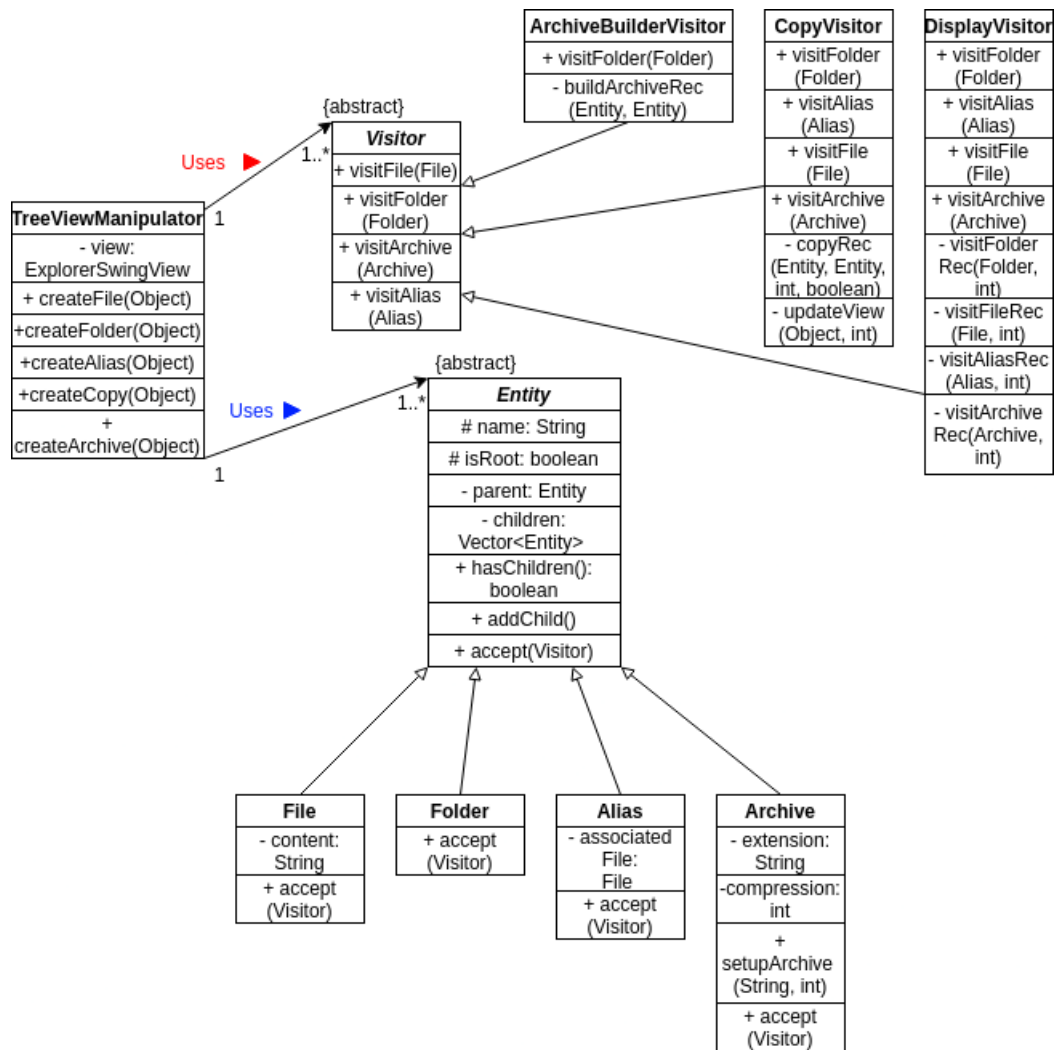 ArchiveBuilderVisitor
+ visitFolder(Folder)
- buildArchiveRec
(Entity, Entity)
CopyVisitor
+ visitFolder
(Folder)
+ visitAlias
(Alias)
+ visitFile
(File)
+ visitArchive
(Archive)
- copyRec
(Entity, Entity,
int, boolean)
- updateView
(Object, int)
DisplayVisitor
+ visitFolder
(Folder)
+ visitAlias
(Alias)
+ visitFile
(File)
+ visitArchive
(Archive)
- visitFolder
Rec(Folder,
int)
- visitFileRec
(File, int)
- visitAliasRec
(Alias, int)
- visitArchive
Rec(Archive,
int)
{abstract}
Visitor
+ visitFile(File)
+ visitFolder
(Folder)
+ visitArchive
(Archive)
+ visitAlias
(Alias)
Uses
1..*
1
TreeViewManipulator
- view:
ExplorerSwingView
+ createFile(Object)
+createFolder(Object)
+createAlias(Object)
+createCopy(Object)
+
createArchive(Object)
Uses
1..*
1
{abstract}
Entity
# name: String
# isRoot: boolean
- parent: Entity
- children:
Vector<Entity>
+ hasChildren():
boolean
+ addChild()
+ accept(Visitor)
File
- content:
String
+ accept
(Visitor)
Folder
+ accept
(Visitor)
Alias
- associated
File:
File
+ accept
(Visitor)
Archive
- extension:
String
-compression:
int
+
setupArchive
(String, int)
+ accept
(Visitor)